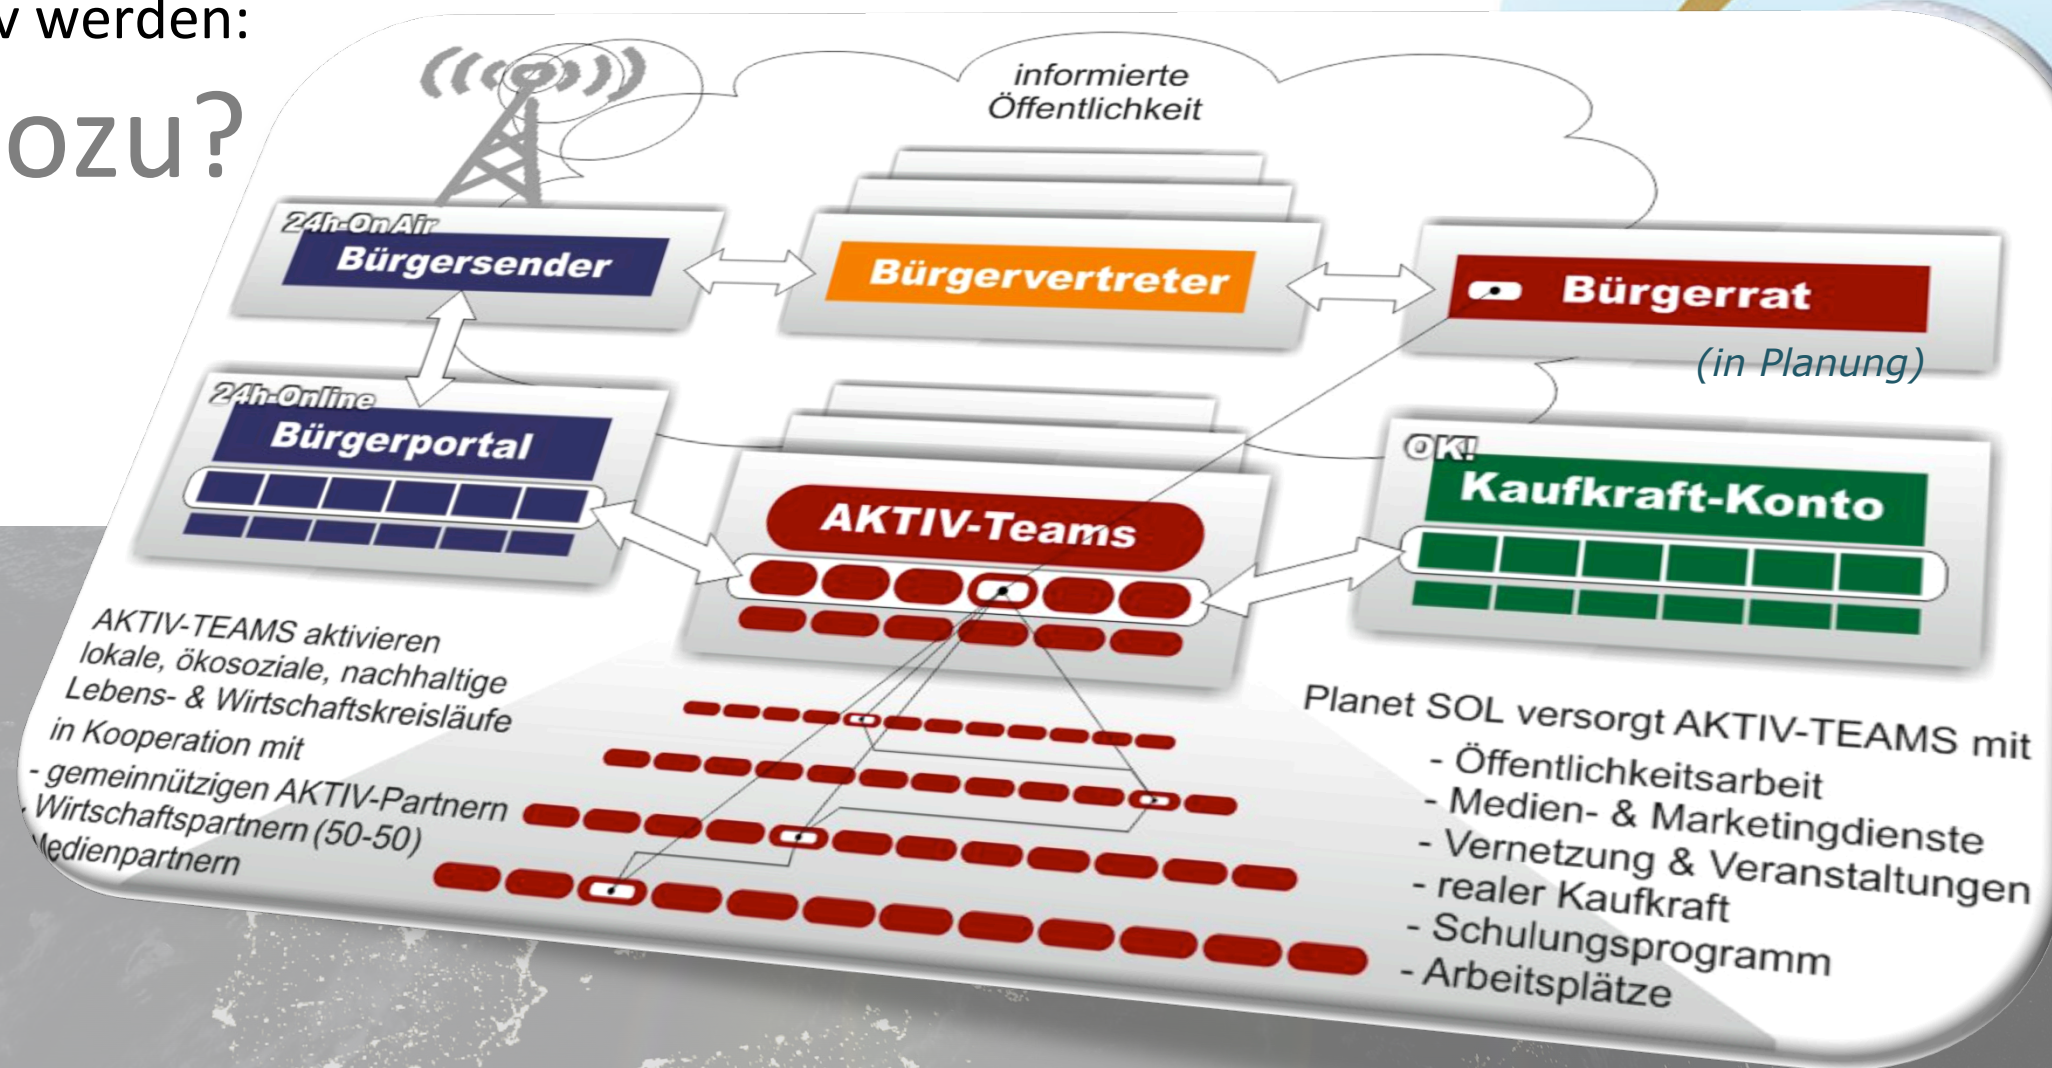 v werden:
ozu?
informierte
Öffentlichkeit
24h-On Air
Bürgersender
Bürgervertreter
Bürgerrat
(in Planung)
24h-Online
Bürgerportal
AKTIV-Teams
OK!
Kaufkraft-Konto
AKTIV-TEAMS aktivieren
lokale, ökosoziale, nachhaltige
Lebens- & Wirtschaftskreisläufe
in Kooperation mit
- gemeinnützigen AKTIV-Partnern
- Wirtschaftspartnern (50-50)
Medienpartnern
Planet SOL versorgt AKTIV-TEAMS mit
- Öffentlichkeitsarbeit
- Medien- & Marketingdienste
- Vernetzung & Veranstaltungen
- realer Kaufkraft
- Schulungsprogramm
- Arbeitsplätze